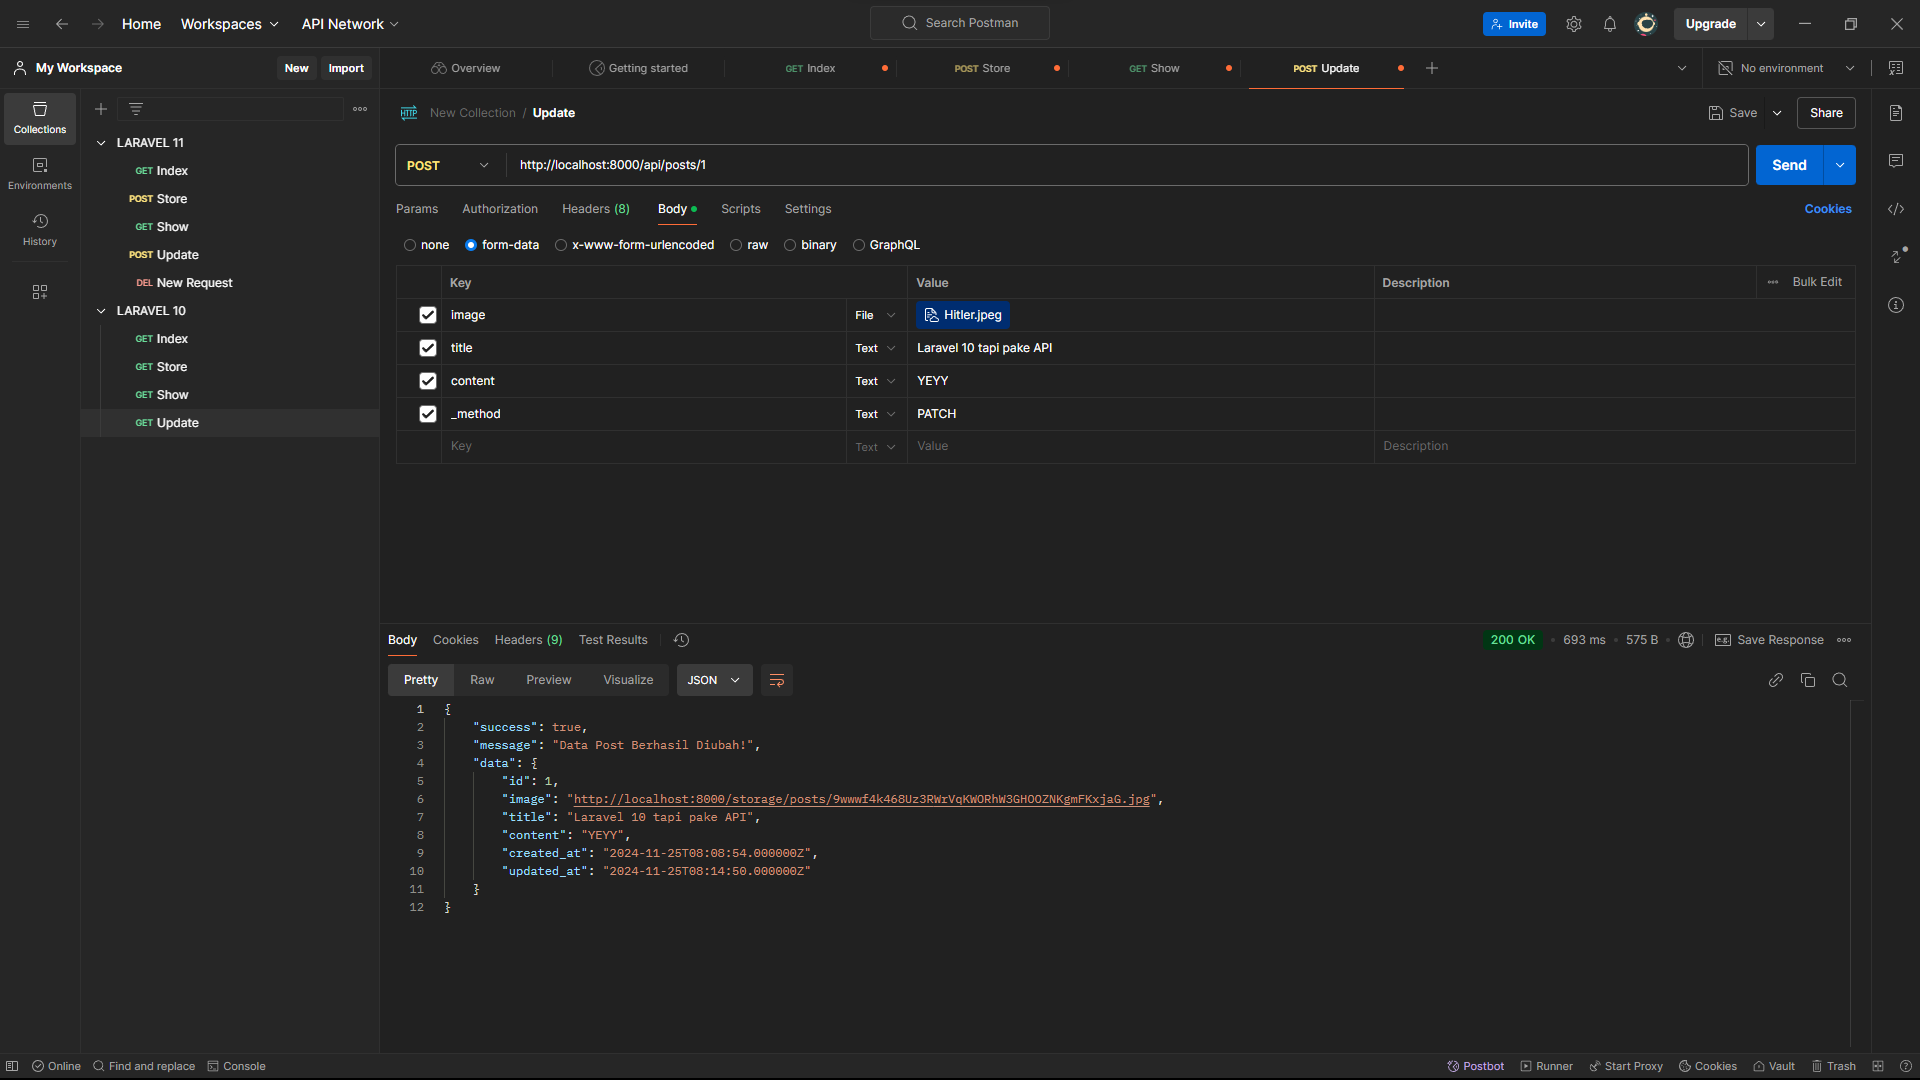 Home Workspaces API Network Search Postman Invite Upgrade
My Workspace New Import Overview Getting started GET Index POST Store GET Show POST Update No environment
Collections
Environments
History
LARAVEL 11
GET Index
POST Store
GET Show
POST Update
DEL New Request
LARAVEL 10
GET Index
GET Store
GET Show
GET Update
HTTP New Collection / Update Save Share
POST http://localhost:8000/api/posts/1 Send
Params Authorization Headers (8) Body Scripts Settings Cookies
none form-data x-www-form-urlencoded raw binary GraphQL
Key Value Description Bulk Edit
image File Hitler.jpeg
title Text Laravel 10 tapi pake API
content Text YEYY
_method Text PATCH
Key Text Value Description
Body Cookies Headers (9) Test Results 200 OK 693 ms 575 B e.g. Save Response
Pretty Raw Preview Visualize JSON
1 {
2 "success": true,
3 "message": "Data Post Berhasil Diubah!",
4 "data": {
5 "id": 1,
6 "image": "http://localhost:8000/storage/posts/9wwwf4k468Uz3RWrVqKWORhW3GHOOZNKgmFKxjaG.jpg",
7 "title": "Laravel 10 tapi pake API",
8 "content": "YEYY",
9 "created_at": "2024-11-25T08:08:54.000000Z",
10 "updated_at": "2024-11-25T08:14:50.000000Z"
11 }
12 }
Online Find and replace Console Postbot Runner Start Proxy Cookies Vault Trash